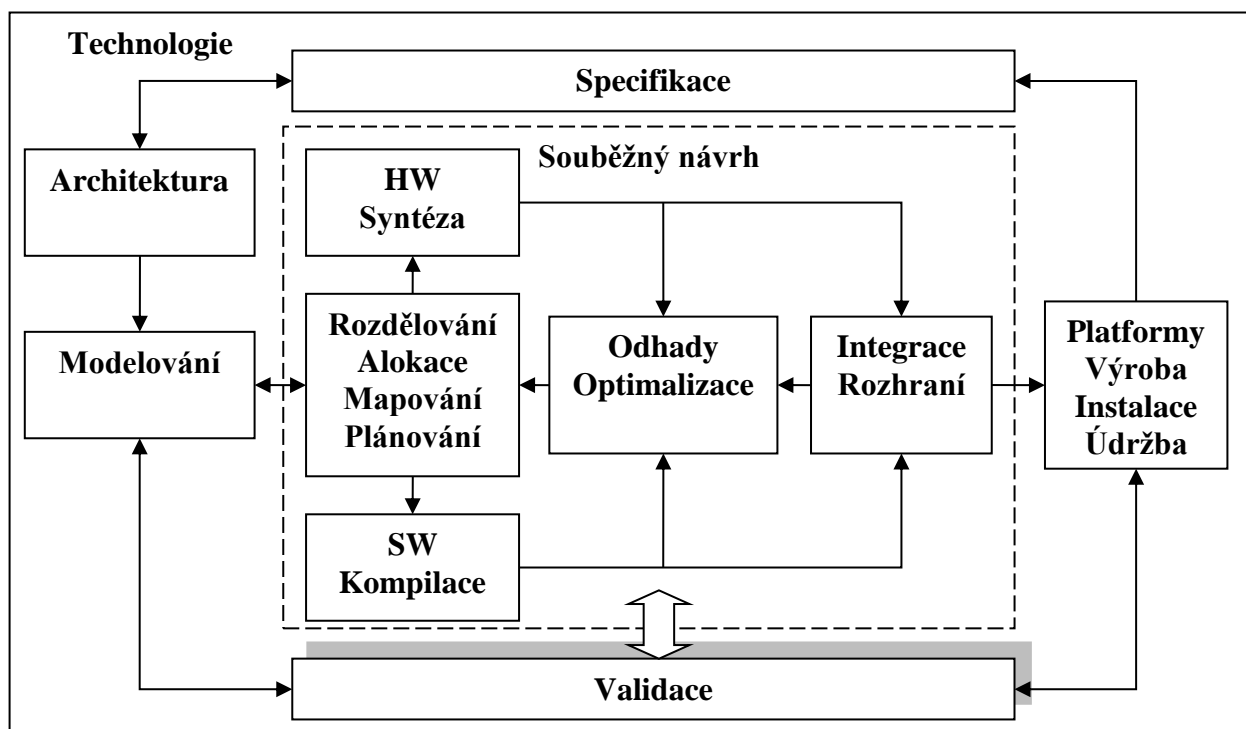 Technologie
Specifikace
Souběžný návrh
Architektura
HW
Syntéza
Modelování
Rozdělování
Alokace
Mapování
Plánování
Odhady
Optimalizace
Integrace
Rozhraní
Platformy
Výroba
Instalace
Údržba
SW
Kompilace
Validace